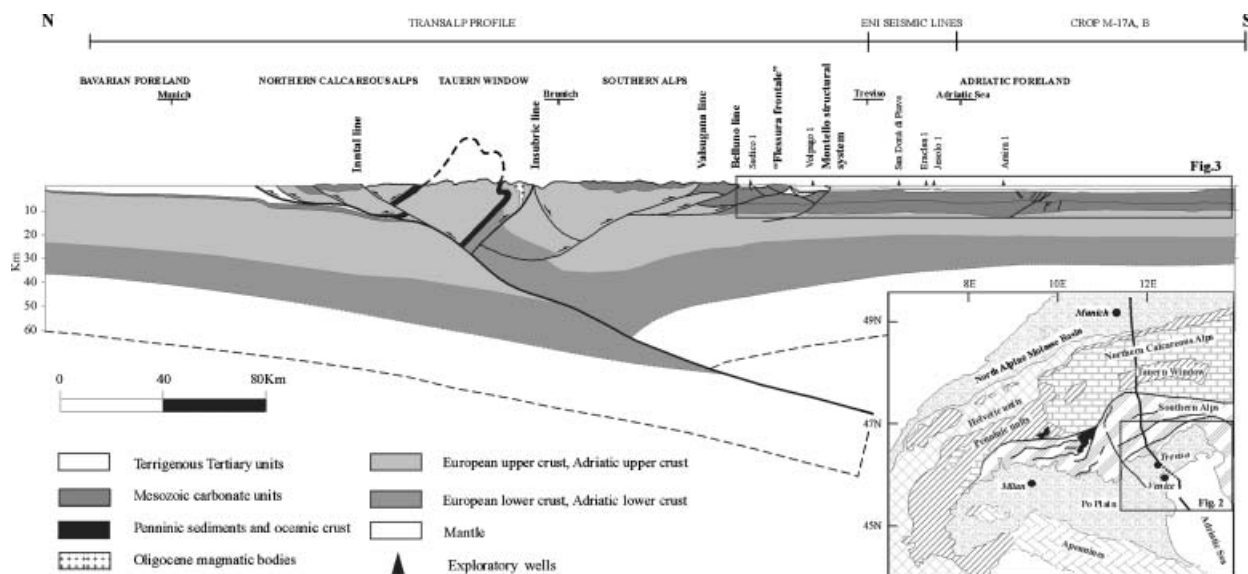 N
TRANSALP PROFILE
ENI SEISMIC LINES
CROP M-17A, B
S
BAVARIAN FORELAND
NORTHERN CALCAREOUS ALPS
TAUERN WINDOW
SOUTHERN ALPS
ADRIATIC FORELAND
Munich
Brunich
Treviso
Adriatic Sea
Inntal line
Insubric line
Valsugana line
Belluno line
Sedico 1
"Flessura frontale"
Volpago 1
Montello structural
system
San Donà di Piave
Eraclea 1
Jesolo 1
Amira 1
Fig.3
10
20
30
40
50
60
Km
0
40
80Km
Terrigenous Tertiary units
Mesozoic carbonate units
Penninic sediments and oceanic crust
Oligocene magmatic bodies
European upper crust, Adriatic upper crust
European lower crust, Adriatic lower crust
Mantle
Exploratory wells
8E
10E
12E
49N
47N
45N
Munich
North Alpine Molasse Basin
Northern Calcareous Alps
Tauern Window
Helvetic units
Penninic units
Southern Alps
Treviso
Venice
Milan
Po Plain
Fig. 2
Adriatic Sea
Apennines